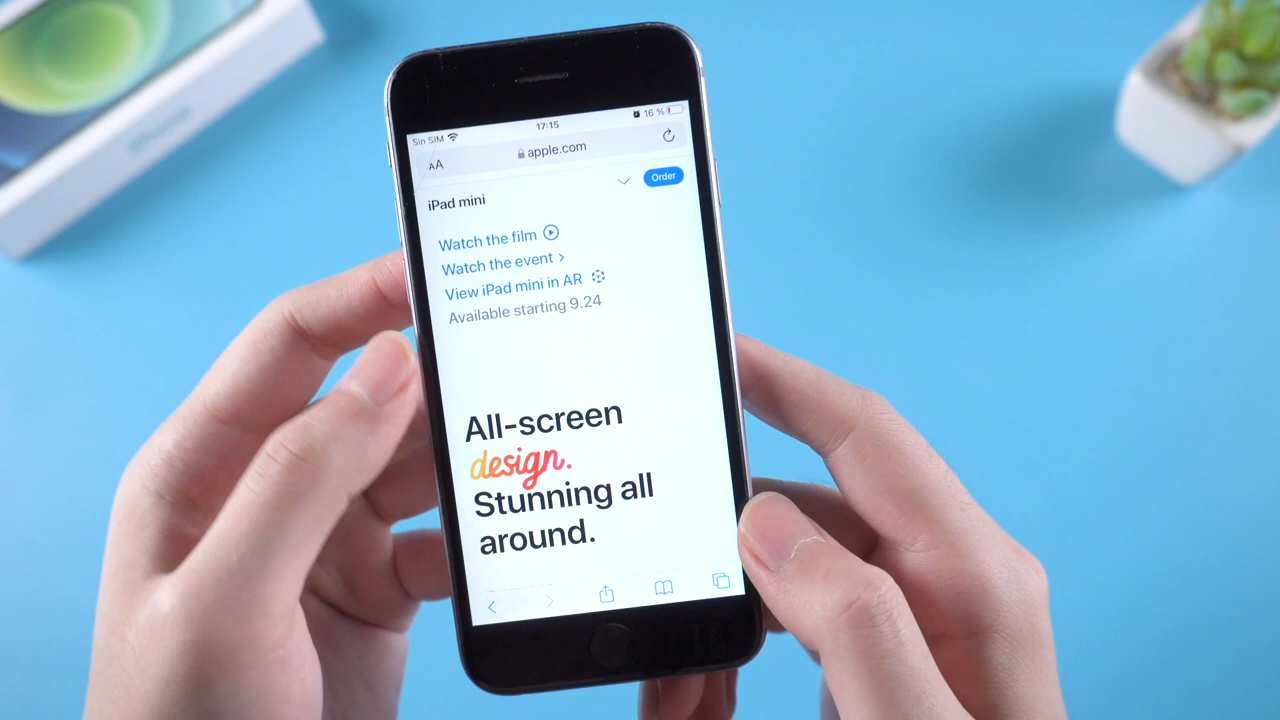 Sin SIM 17:15 16 %
AA apple.com
iPad mini Order
Watch the film
Watch the event >
View iPad mini in AR
Available starting 9.24
All-screen
design.
Stunning all
around.
iPhone